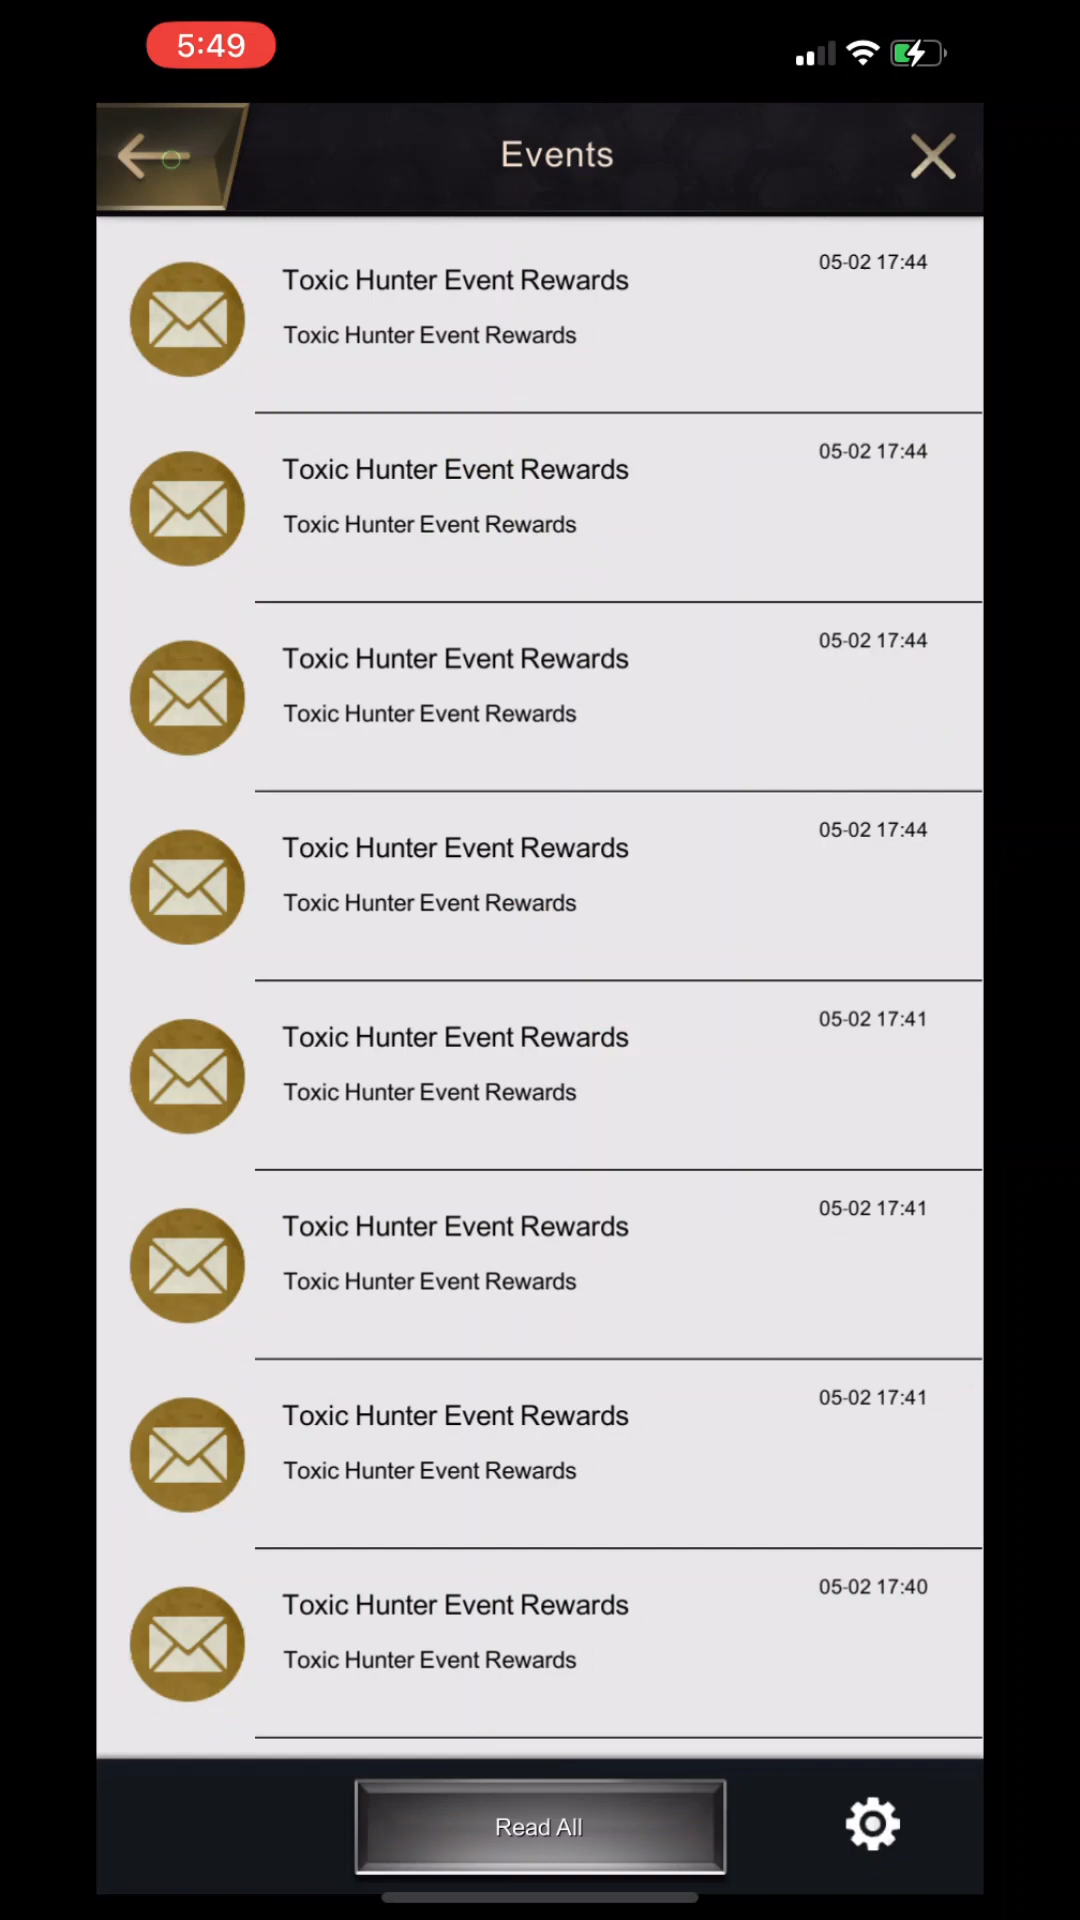 5:49
Events
Toxic Hunter Event Rewards
05-02 17:44
Toxic Hunter Event Rewards
Toxic Hunter Event Rewards
05-02 17:44
Toxic Hunter Event Rewards
Toxic Hunter Event Rewards
05-02 17:44
Toxic Hunter Event Rewards
Toxic Hunter Event Rewards
05-02 17:44
Toxic Hunter Event Rewards
Toxic Hunter Event Rewards
05-02 17:41
Toxic Hunter Event Rewards
Toxic Hunter Event Rewards
05-02 17:41
Toxic Hunter Event Rewards
Toxic Hunter Event Rewards
05-02 17:41
Toxic Hunter Event Rewards
Toxic Hunter Event Rewards
05-02 17:40
Toxic Hunter Event Rewards
Read All